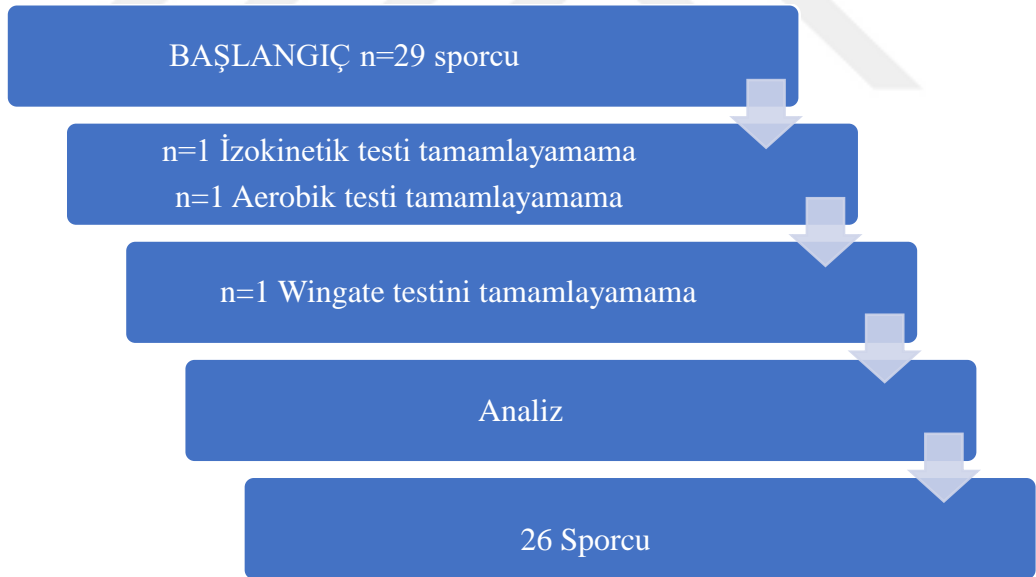 BAŞLANGIÇ n=29 sporcu
n=1 İzokinetik testi tamamlayamama
n=1 Aerobik testi tamamlayamama
n=1 Wingate testini tamamlayamama
Analiz
26 Sporcu